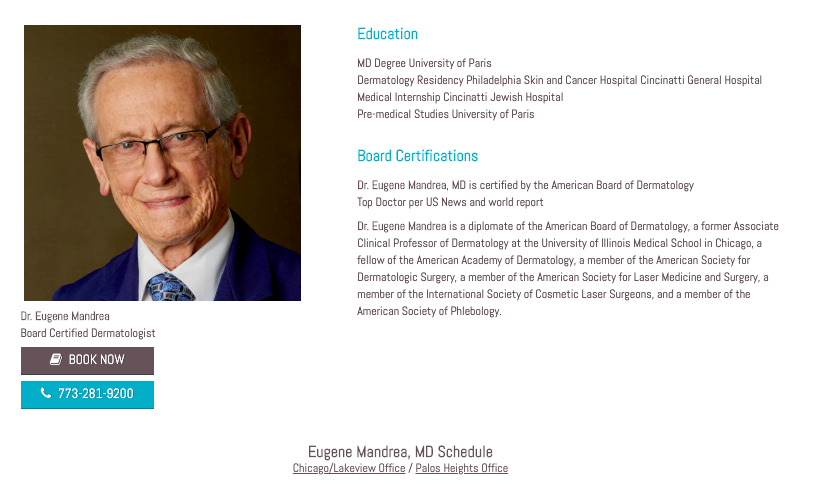 Education
MD Degree University of Paris
Dermatology Residency Philadelphia Skin and Cancer Hospital Cincinatti General Hospital
Medical Internship Cincinatti Jewish Hospital
Pre-medical Studies University of Paris
Board Certifications
Dr. Eugene Mandrea, MD is certified by the American Board of Dermatology
Top Doctor per US News and world report
Dr. Eugene Mandrea is a diplomate of the American Board of Dermatology, a former Associate
Clinical Professor of Dermatology at the University of Illinois Medical School in Chicago, a
fellow of the American Academy of Dermatology, a member of the American Society for
Dermatologic Surgery, a member of the American Society for Laser Medicine and Surgery, a
member of the International Society of Cosmetic Laser Surgeons, and a member of the
American Society of Phlebology.
Dr. Eugene Mandrea
Board Certified Dermatologist
BOOK NOW
773-281-9200
Eugene Mandrea, MD Schedule
Chicago/Lakeview Office / Palos Heights Office